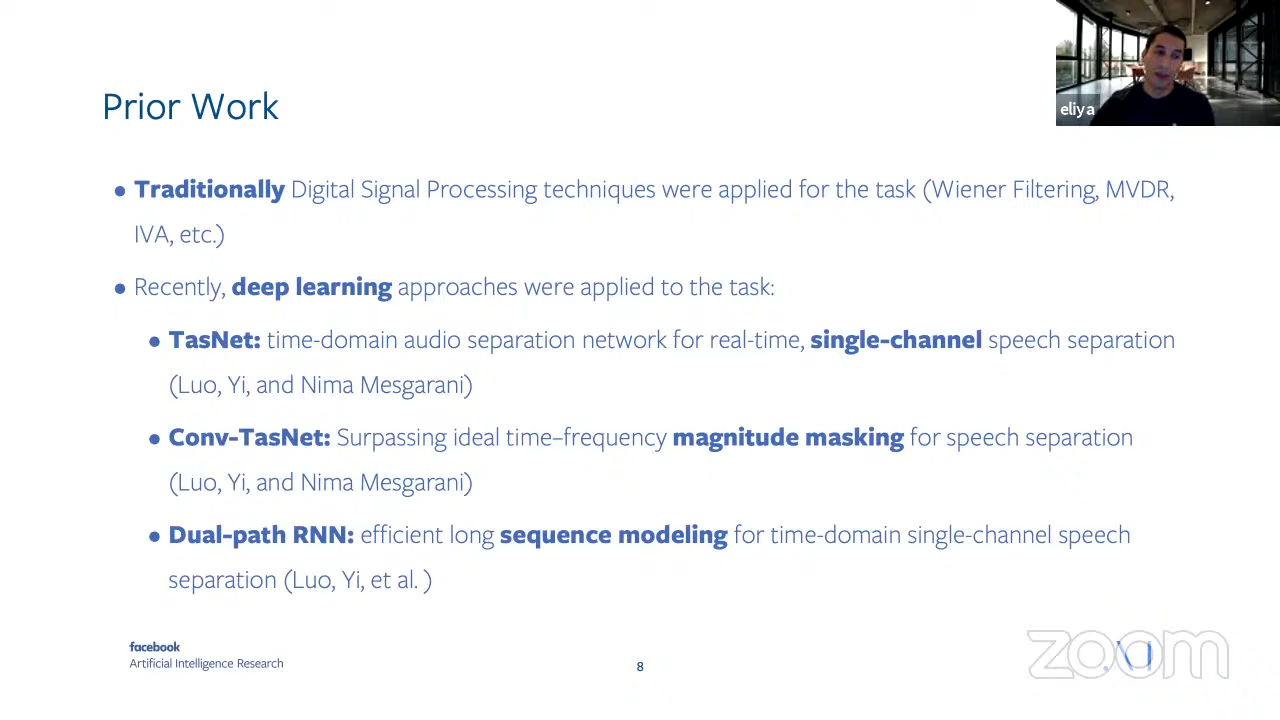 eliya
Prior Work
● Traditionally Digital Signal Processing techniques were applied for the task (Wiener Filtering, MVDR,
IVA, etc.)
● Recently, deep learning approaches were applied to the task:
● TasNet: time-domain audio separation network for real-time, single-channel speech separation
(Luo, Yi, and Nima Mesgarani)
● Conv-TasNet: Surpassing ideal time–frequency magnitude masking for speech separation
(Luo, Yi, and Nima Mesgarani)
● Dual-path RNN: efficient long sequence modeling for time-domain single-channel speech
separation (Luo, Yi, et al. )
facebook
Artificial Intelligence Research
8
zoom